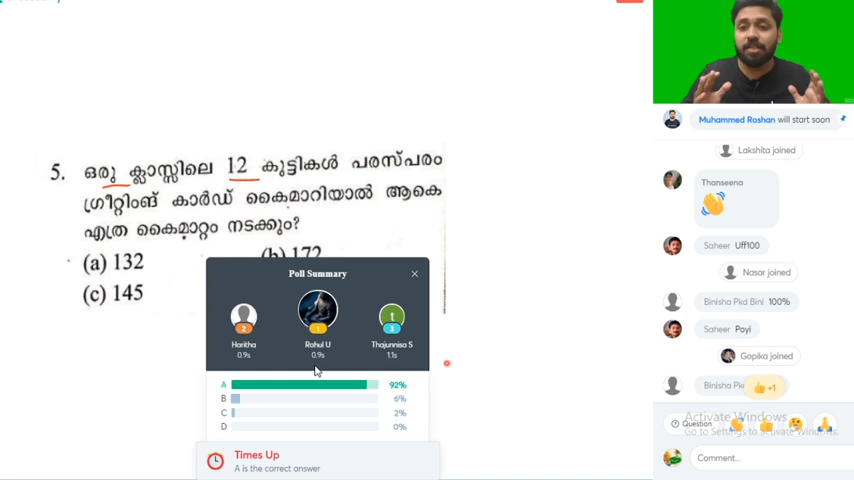 5. ഒരു ക്ലാസ്സിലെ 12 കുട്ടികൾ പരസ്പരം
ഗ്രീറ്റിംങ് കാർഡ് കൈമാറിയാൽ ആകെ
എത്ര കൈമാറ്റം നടക്കും?
(a) 132 (b) 172
(c) 145
Poll Summary
2 1 3
Haritha Rahul U Thajunnisa S
0.9s 0.9s 1.1s
A 92%
B 6%
C 2%
D 0%
Times Up
A is the correct answer
Muhammed Roshan will start soon
Lakshita joined
Thanseena
Saheer Uff100
Nasar joined
Binisha Pkd Bini 100%
Saheer Poyi
Gopika joined
Binisha +1
Activate Windows
Question
Go to Settings to activate Windows.
Comment...